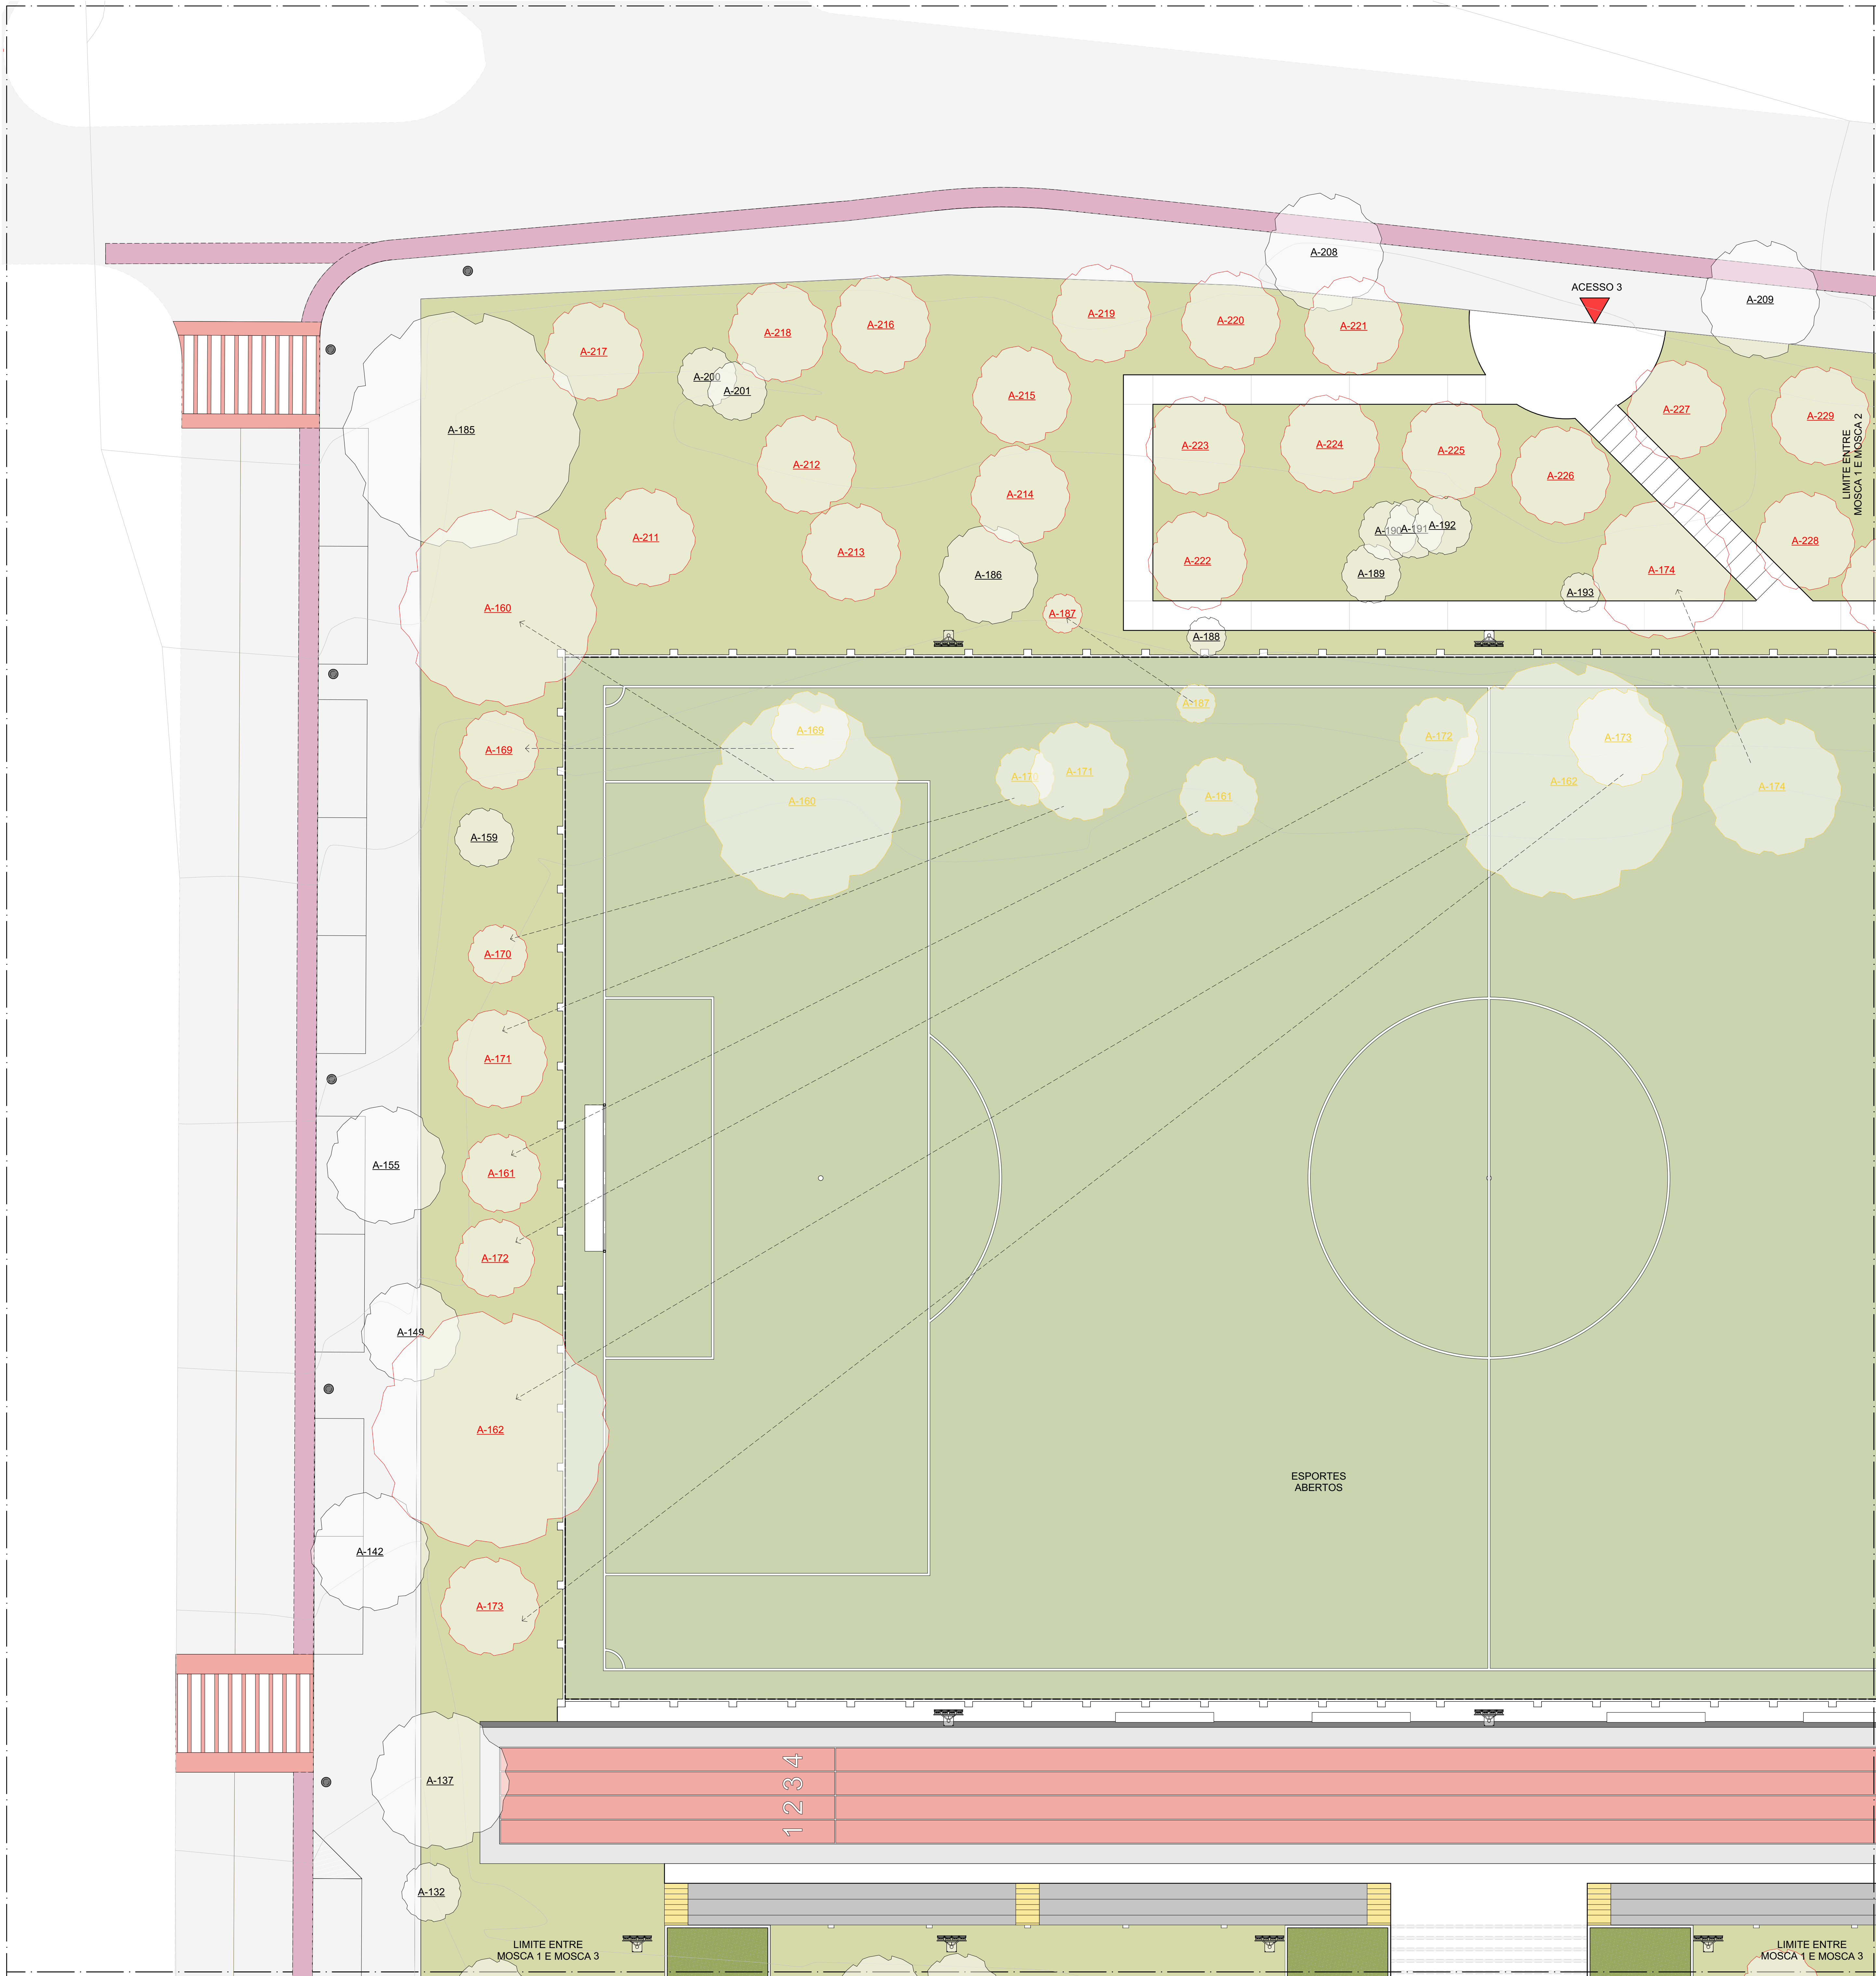 A-208
ACESSO 3
A-209
A-219
A-220
A-221
A-216
A-218
A-217
A-200
A-201
A-215
A-227
A-229
LIMITE ENTRE
MOSCA 1 E MOSCA 2
A-185
A-223
A-224
A-225
A-212
A-226
A-214
A-190
A-191
A-192
A-211
A-213
A-228
A-222
A-174
A-186
A-189
A-193
A-160
A-187
A-188
A-187
A-169
A-172
A-173
A-169
A-170
A-171
A-162
A-174
A-160
A-161
A-159
A-170
A-171
A-155
A-161
A-172
A-149
A-162
ESPORTES
ABERTOS
A-142
A-173
A-137
4
3
2
1
A-132
LIMITE ENTRE
MOSCA 1 E MOSCA 3
LIMITE ENTRE
MOSCA 1 E MOSCA 3